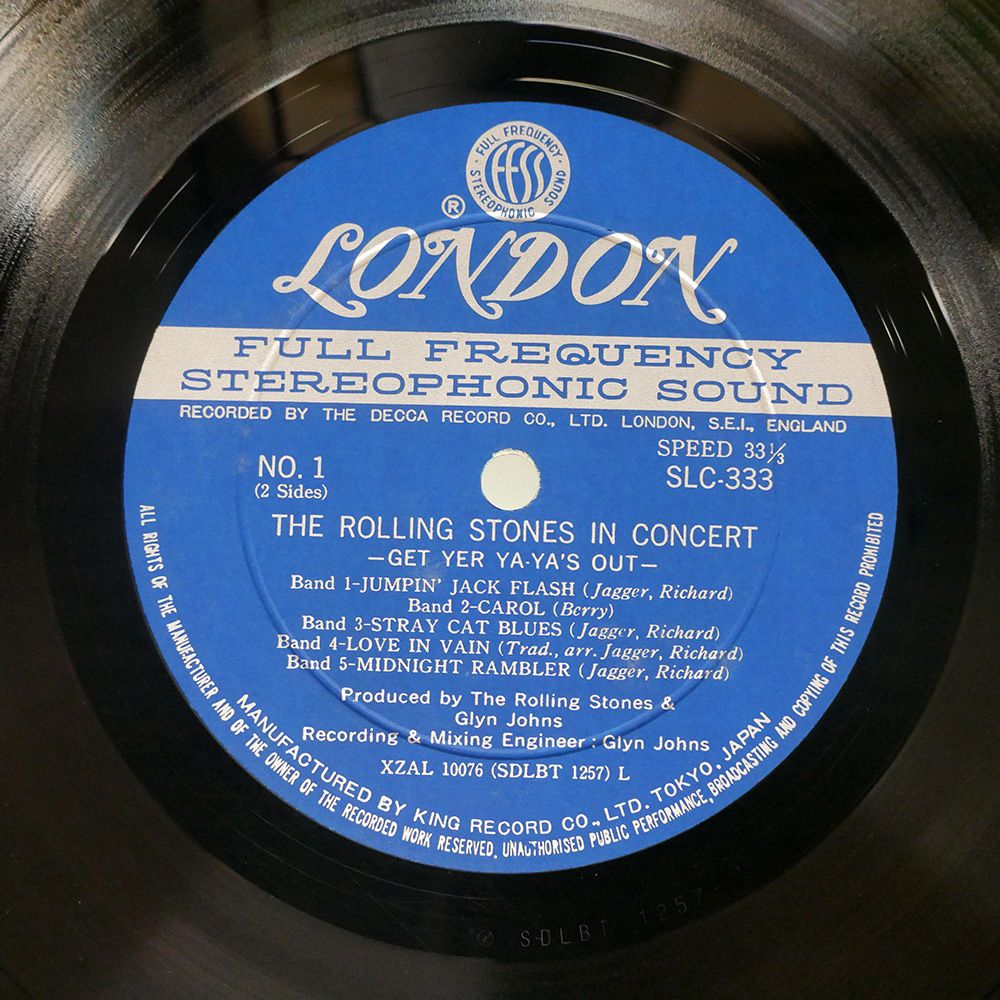 FULL FREQUENCY
FFSS
STEREOPHONIC SOUND
®
LONDON
FULL FREQUENCY
STEREOPHONIC SOUND
RECORDED BY THE DECCA RECORD CO., LTD. LONDON, S.E.I., ENGLAND
SPEED 33⅓
NO. 1
SLC-333
(2 Sides)
THE ROLLING STONES IN CONCERT
—GET YER YA-YA'S OUT—
Band 1-JUMPIN' JACK FLASH (Jagger, Richard)
Band 2-CAROL (Berry)
Band 3-STRAY CAT BLUES (Jagger, Richard)
Band 4-LOVE IN VAIN (Trad., arr. Jagger, Richard)
Band 5-MIDNIGHT RAMBLER (Jagger, Richard)
Produced by The Rolling Stones &
Glyn Johns
Recording & Mixing Engineer : Glyn Johns
XZAL 10076 (SDLBT 1257) L
MANUFACTURED BY KING RECORD CO., LTD. TOKYO, JAPAN
ALL RIGHTS OF THE MANUFACTURER AND OF THE OWNER OF THE RECORDED WORK RESERVED. UNAUTHORISED PUBLIC PERFORMANCE, BROADCASTING AND COPYING OF THIS RECORD PROHIBITED
SDLBT 1257